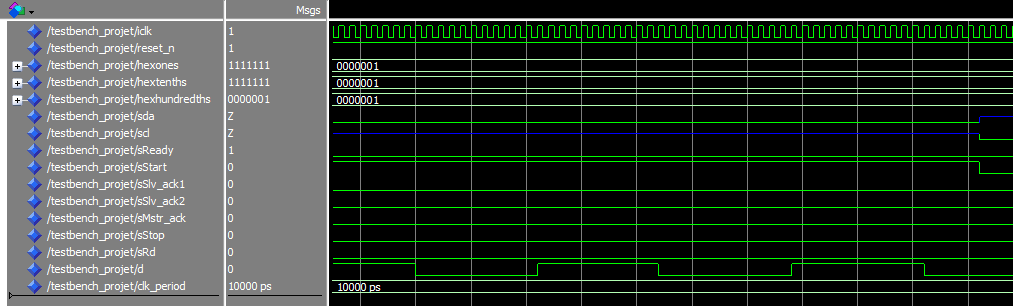 Msgs
/testbench_projet/iclk 1
/testbench_projet/reset_n 1
/testbench_projet/hexones 1111111 0000001
/testbench_projet/hextenths 1111111 0000001
/testbench_projet/hexhundredths 0000001 0000001
/testbench_projet/sda Z
/testbench_projet/scl Z
/testbench_projet/sReady 1
/testbench_projet/sStart 0
/testbench_projet/sSlv_ack1 0
/testbench_projet/sSlv_ack2 0
/testbench_projet/sMstr_ack 0
/testbench_projet/sStop 0
/testbench_projet/sRd 0
/testbench_projet/d 0
/testbench_projet/clk_period 10000 ps 10000 ps